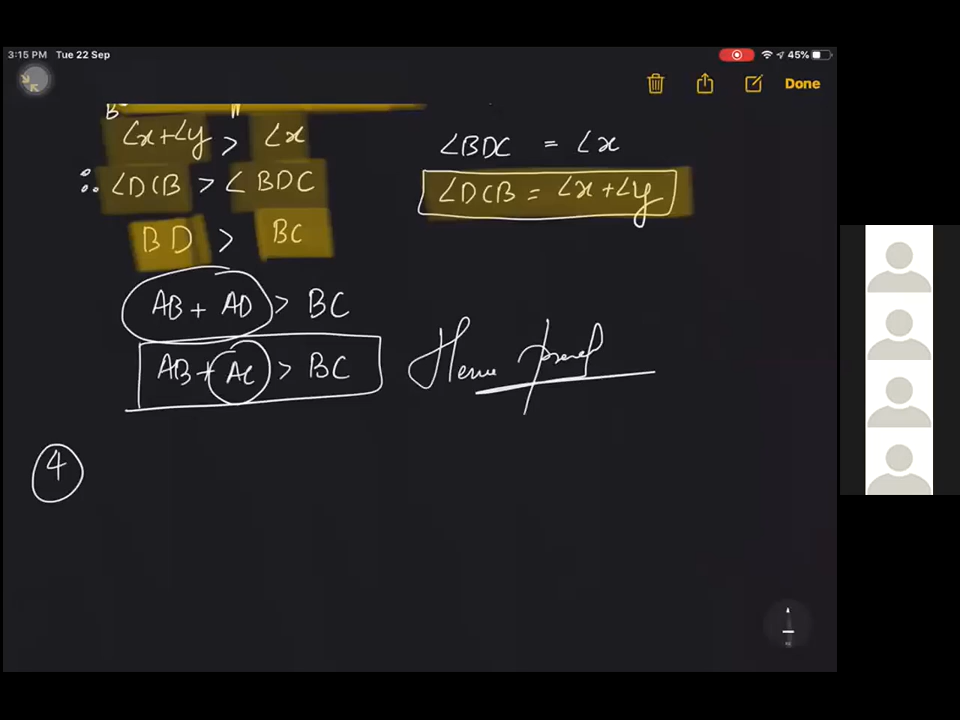 3:15 PM Tue 22 Sep 45%
Done
B
∠x+∠y > ∠x
∠BDC = ∠x
∴ ∠DCB > ∠BDC
∠DCB = ∠x+∠y
BD > BC
AB + AD > BC
AB + AC > BC
Hence proved
4